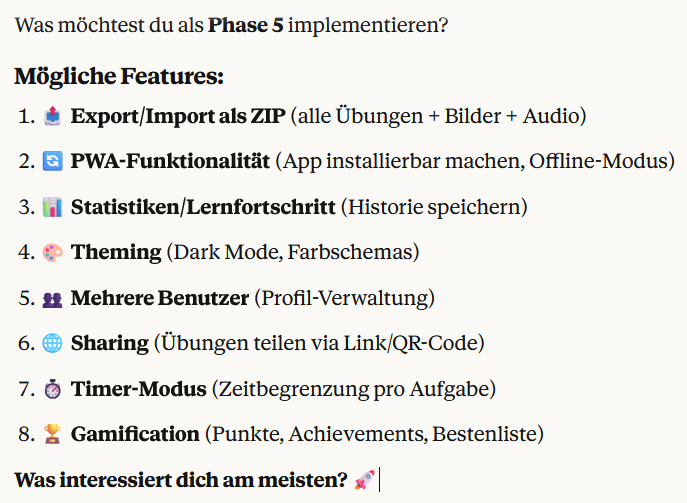 Was möchtest du als Phase 5 implementieren?
Mögliche Features:
1. 📤 Export/Import als ZIP (alle Übungen + Bilder + Audio)
2. 🔄 PWA-Funktionalität (App installierbar machen, Offline-Modus)
3. 📊 Statistiken/Lernfortschritt (Historie speichern)
4. 🎨 Theming (Dark Mode, Farbschemas)
5. 👥 Mehrere Benutzer (Profil-Verwaltung)
6. 🌐 Sharing (Übungen teilen via Link/QR-Code)
7. ⏱️ Timer-Modus (Zeitbegrenzung pro Aufgabe)
8. 🏆 Gamification (Punkte, Achievements, Bestenliste)
Was interessiert dich am meisten? 🚀